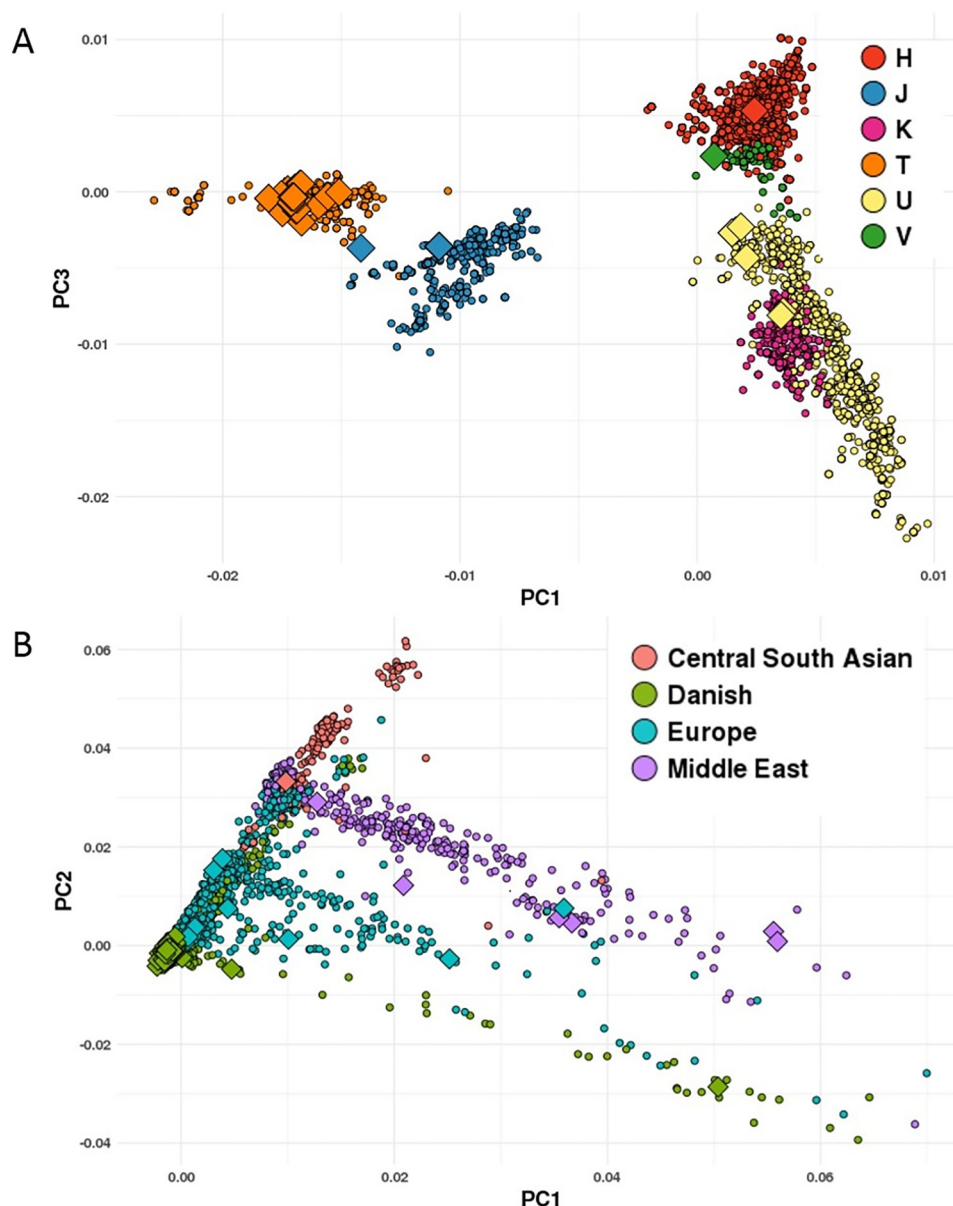 A
0.01
0.00
-0.01
-0.02
PC3
-0.02
-0.01
0.00
0.01
PC1
H
J
K
T
U
V
B
0.06
0.04
0.02
0.00
-0.02
-0.04
PC2
0.00
0.02
0.04
0.06
PC1
Central South Asian
Danish
Europe
Middle East